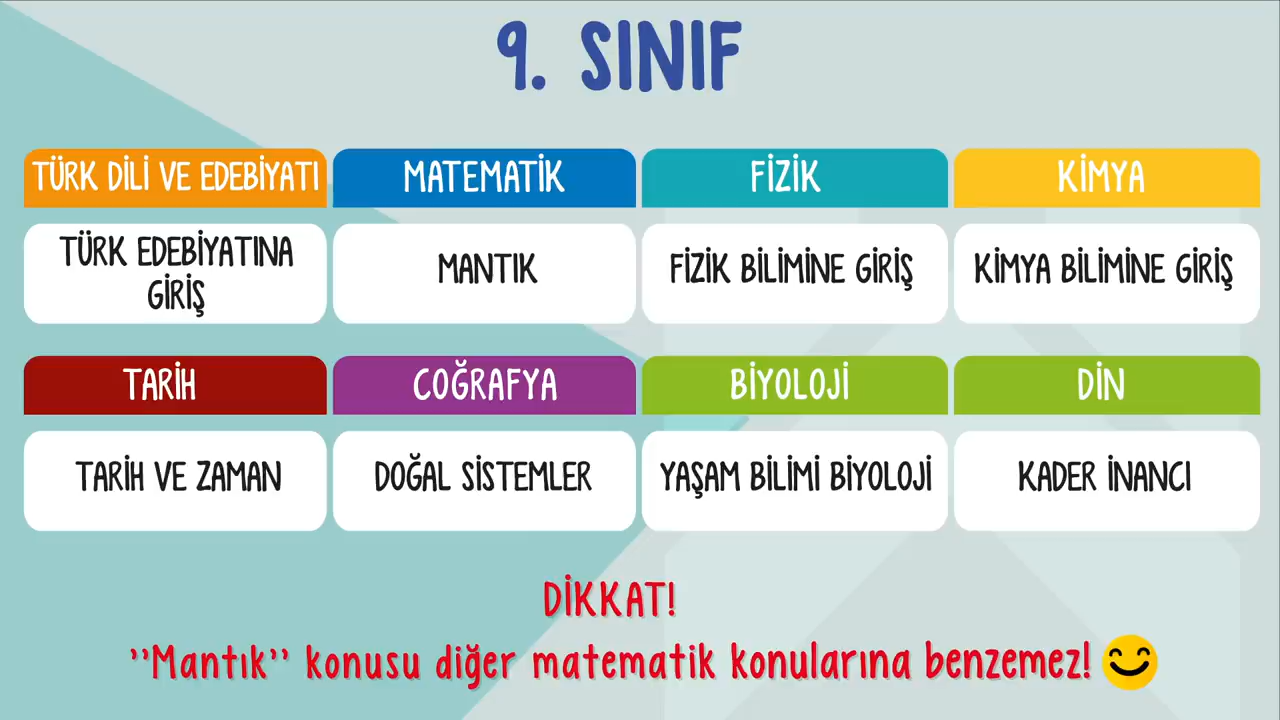 9. SINIF
TÜRK DİLİ VE EDEBİYATI
MATEMATİK
FİZİK
KİMYA
TÜRK EDEBİYATINA
GİRİŞ
MANTIK
FİZİK BİLİMİNE GİRİŞ
KİMYA BİLİMİNE GİRİŞ
TARİH
COĞRAFYA
BİYOLOJİ
DİN
TARİH VE ZAMAN
DOĞAL SİSTEMLER
YAŞAM BİLİMİ BİYOLOJİ
KADER İNANCI
DİKKAT!
''Mantık'' konusu diğer matematik konularına benzemez!